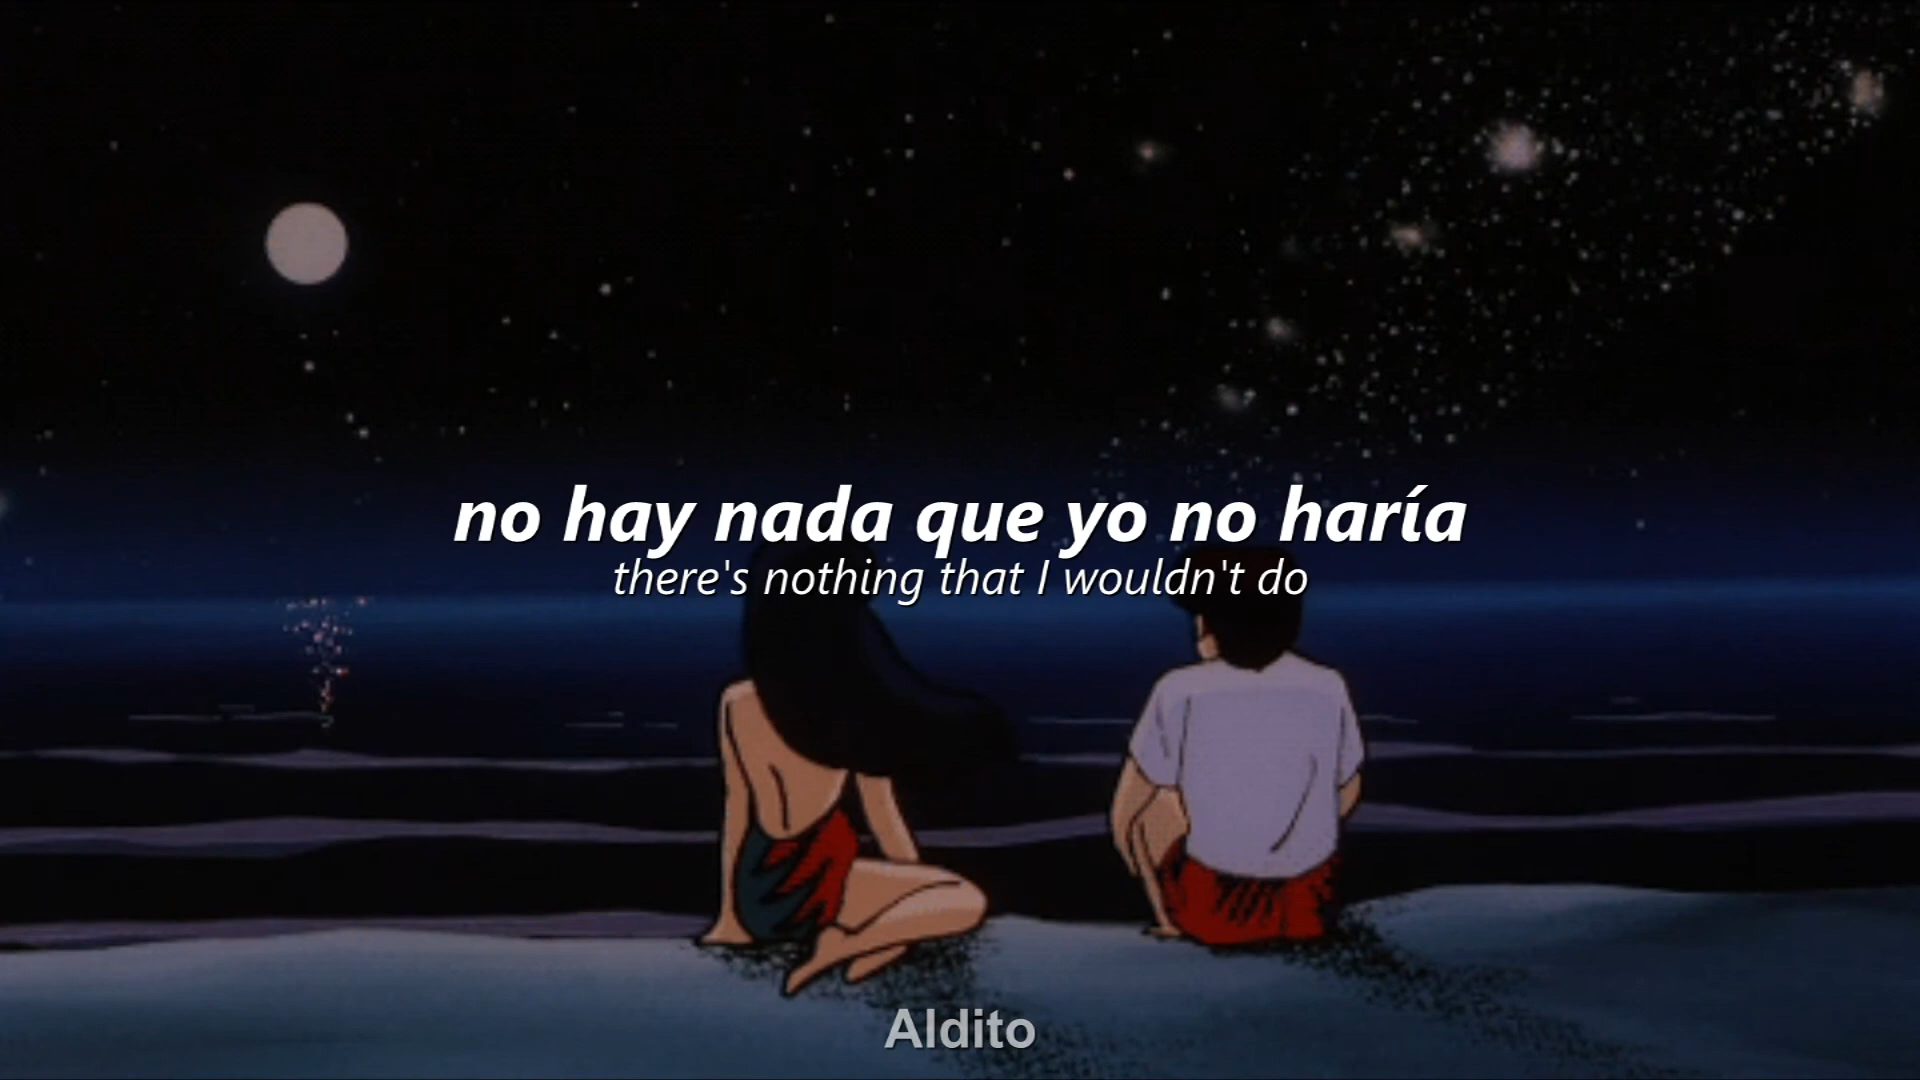 no hay nada que yo no haría
there's nothing that I wouldn't do
Aldito